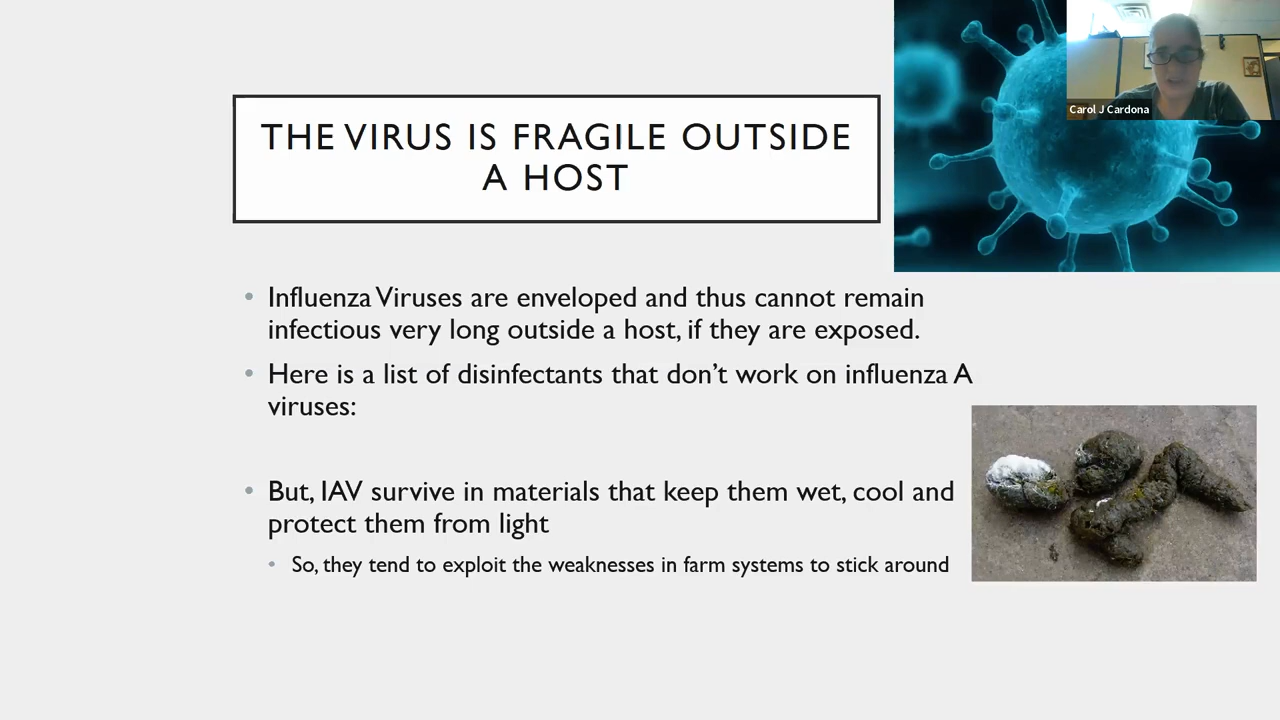 THE VIRUS IS FRAGILE OUTSIDE
A HOST
Carol J Cardona
• Influenza Viruses are enveloped and thus cannot remain
infectious very long outside a host, if they are exposed.
• Here is a list of disinfectants that don't work on influenza A
viruses:
• But, IAV survive in materials that keep them wet, cool and
protect them from light
• So, they tend to exploit the weaknesses in farm systems to stick around